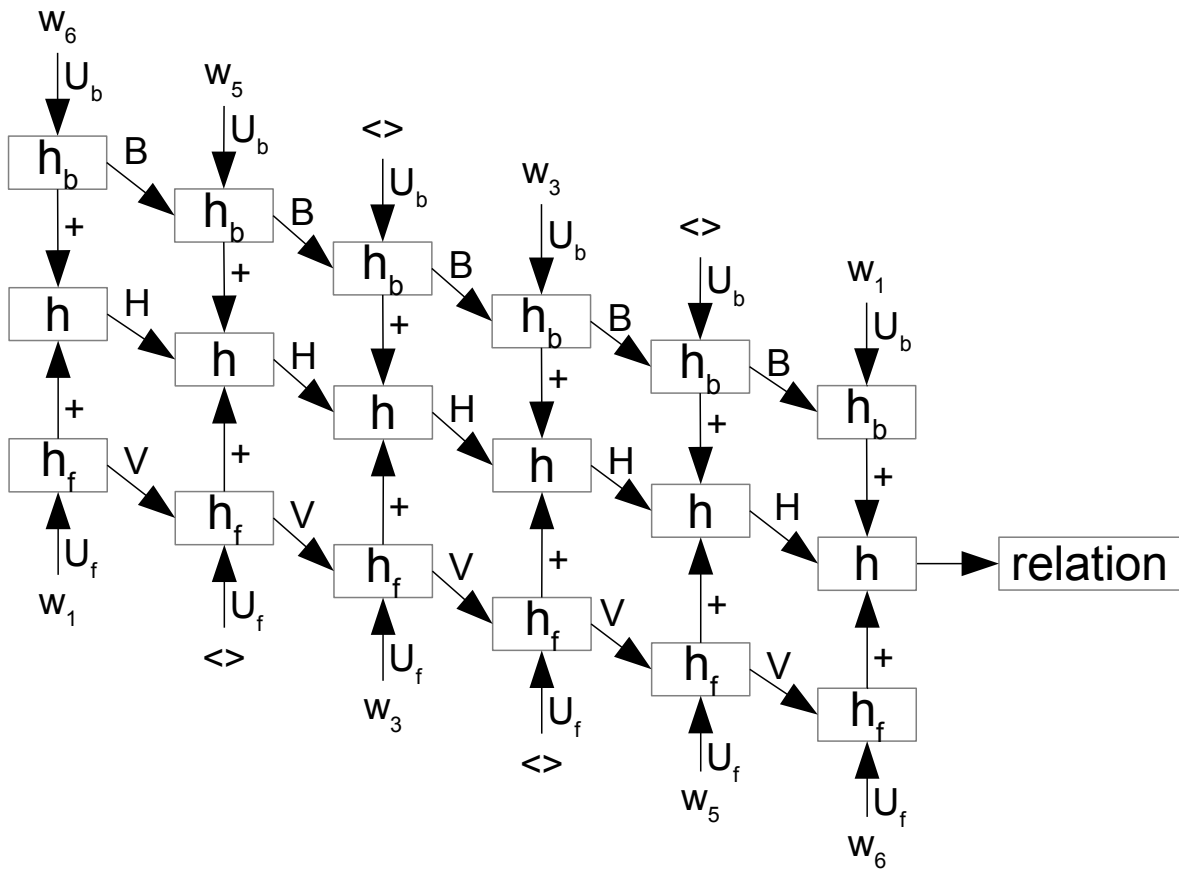 w6
Ub
w5
Ub
<>
Ub
w3
Ub
<>
Ub
w1
Ub
hb
B
hb
B
hb
B
hb
B
hb
B
hb
+
+
+
+
+
+
h
H
h
H
h
H
h
H
h
H
h
relation
+
+
+
+
+
+
hf
V
hf
V
hf
V
hf
V
hf
V
hf
Uf
w1
Uf
<>
Uf
w3
Uf
<>
Uf
w5
Uf
w6